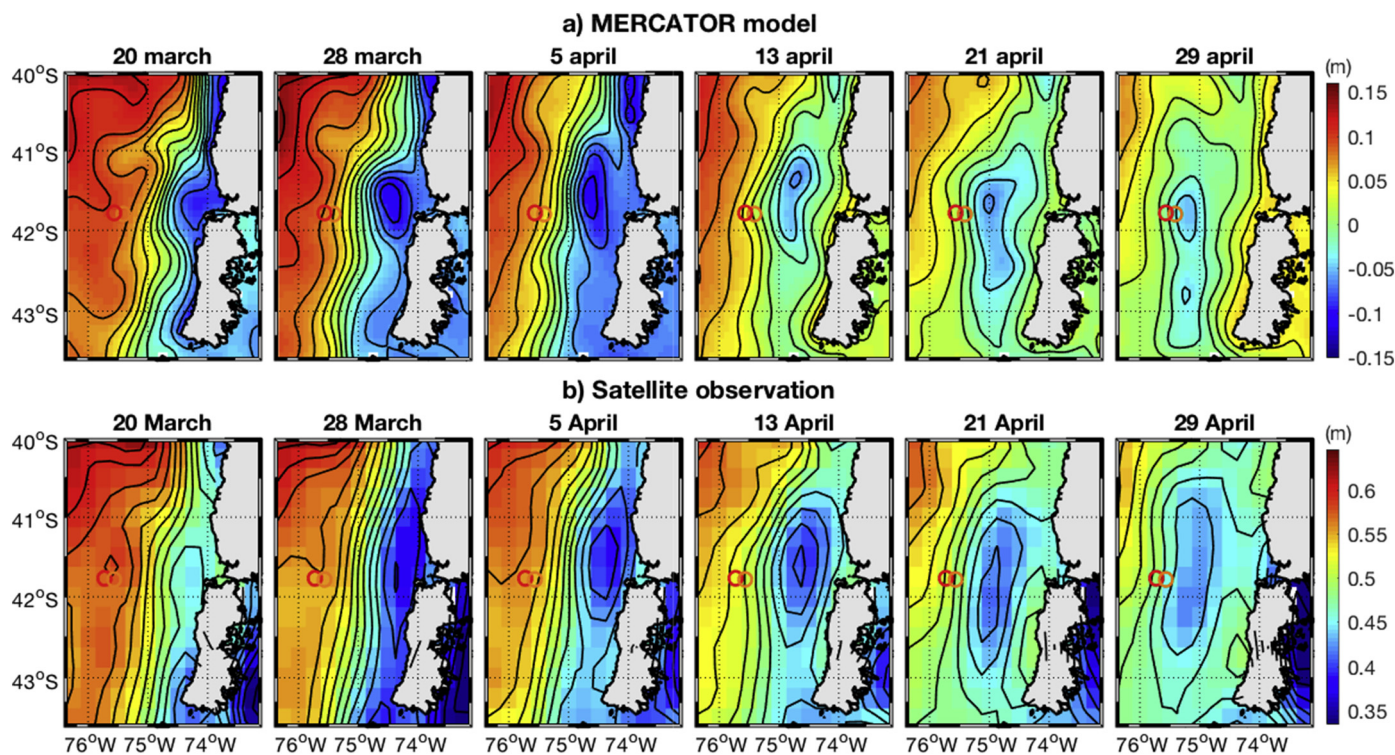 a) MERCATOR model
20 march 28 march 5 april 13 april 21 april 29 april
(m)
40°S
41°S
42°S
43°S
0.15
0.1
0.05
0
-0.05
-0.1
-0.15
b) Satellite observation
20 March 28 March 5 April 13 April 21 April 29 April
(m)
40°S
41°S
42°S
43°S
0.6
0.55
0.5
0.45
0.4
0.35
76°W 75°W 74°W 76°W 75°W 74°W 76°W 75°W 74°W 76°W 75°W 74°W 76°W 75°W 74°W 76°W 75°W 74°W